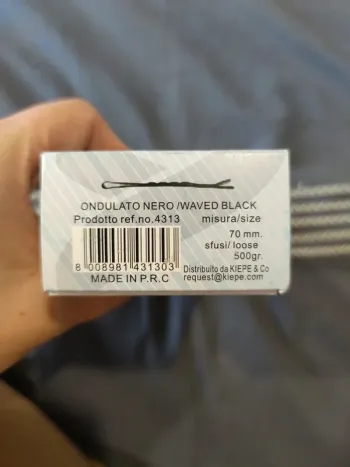 ONDULATO NERO /WAVED BLACK
Prodotto ref.no.4313 misura/size
70 mm.
sfusi/loose
500gr.
8 008981 431303
Distribuito da KIEPE & Co
MADE IN P.R.C request@kiepe.com